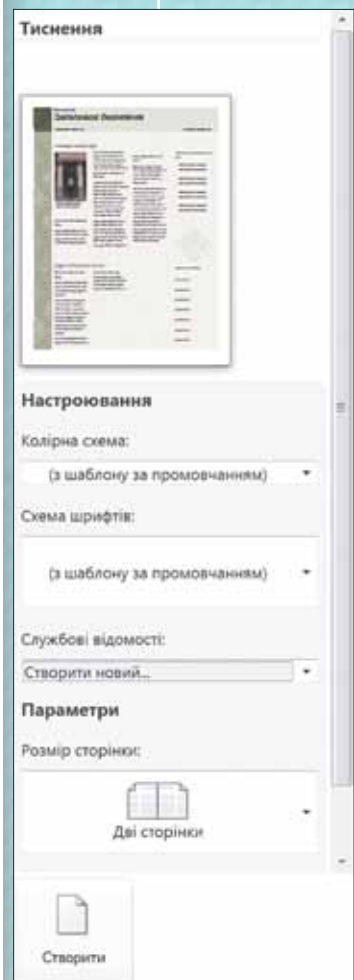 Тиснення
Настроювання
Колірна схема:
(з шаблону за промовчанням)
Схема шрифтів:
(з шаблону за промовчанням)
Службові відомості:
Створити новий...
Параметри
Розмір сторінки:
Дві сторінки
Створити